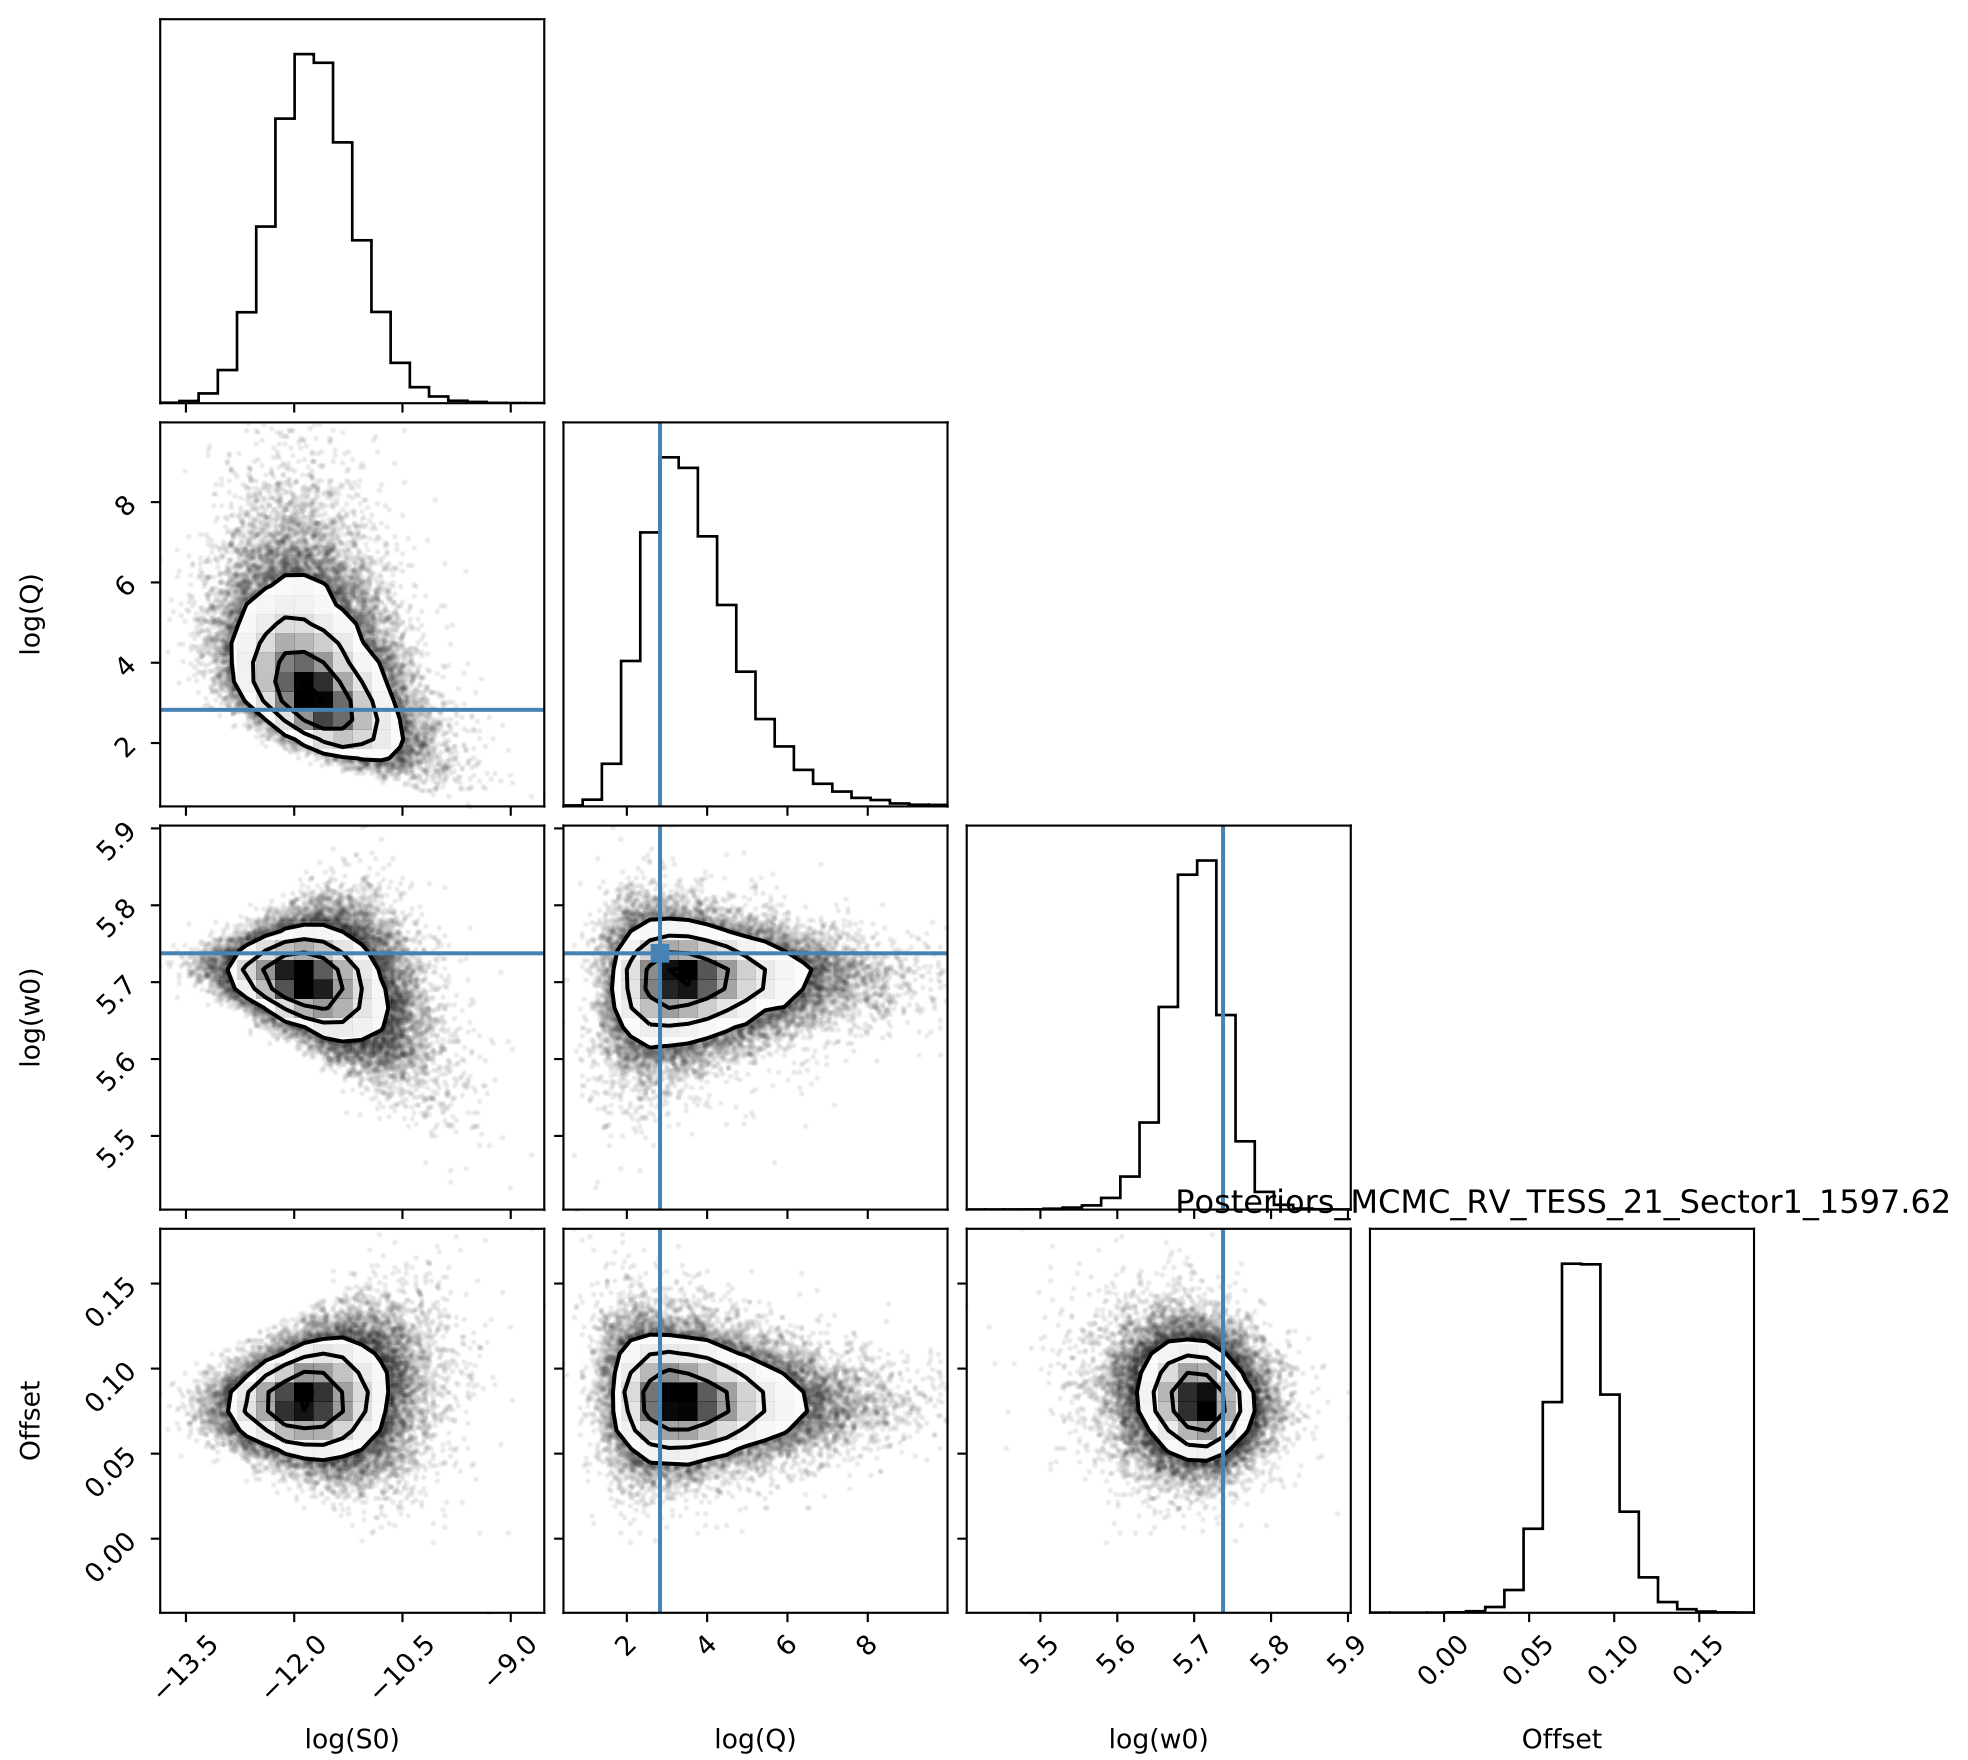 log(Q)
8
6
4
2
log(w0)
5.9
5.8
5.7
5.6
5.5
Posteriors_MCMC_RV_TESS_21_Sector1_1597.62
Offset
0.15
0.10
0.05
0.00
−13.5 −12.0 −10.5 −9.0 2 4 6 8 5.5 5.6 5.7 5.8 5.9 0.00 0.05 0.10 0.15
log(S0) log(Q) log(w0) Offset